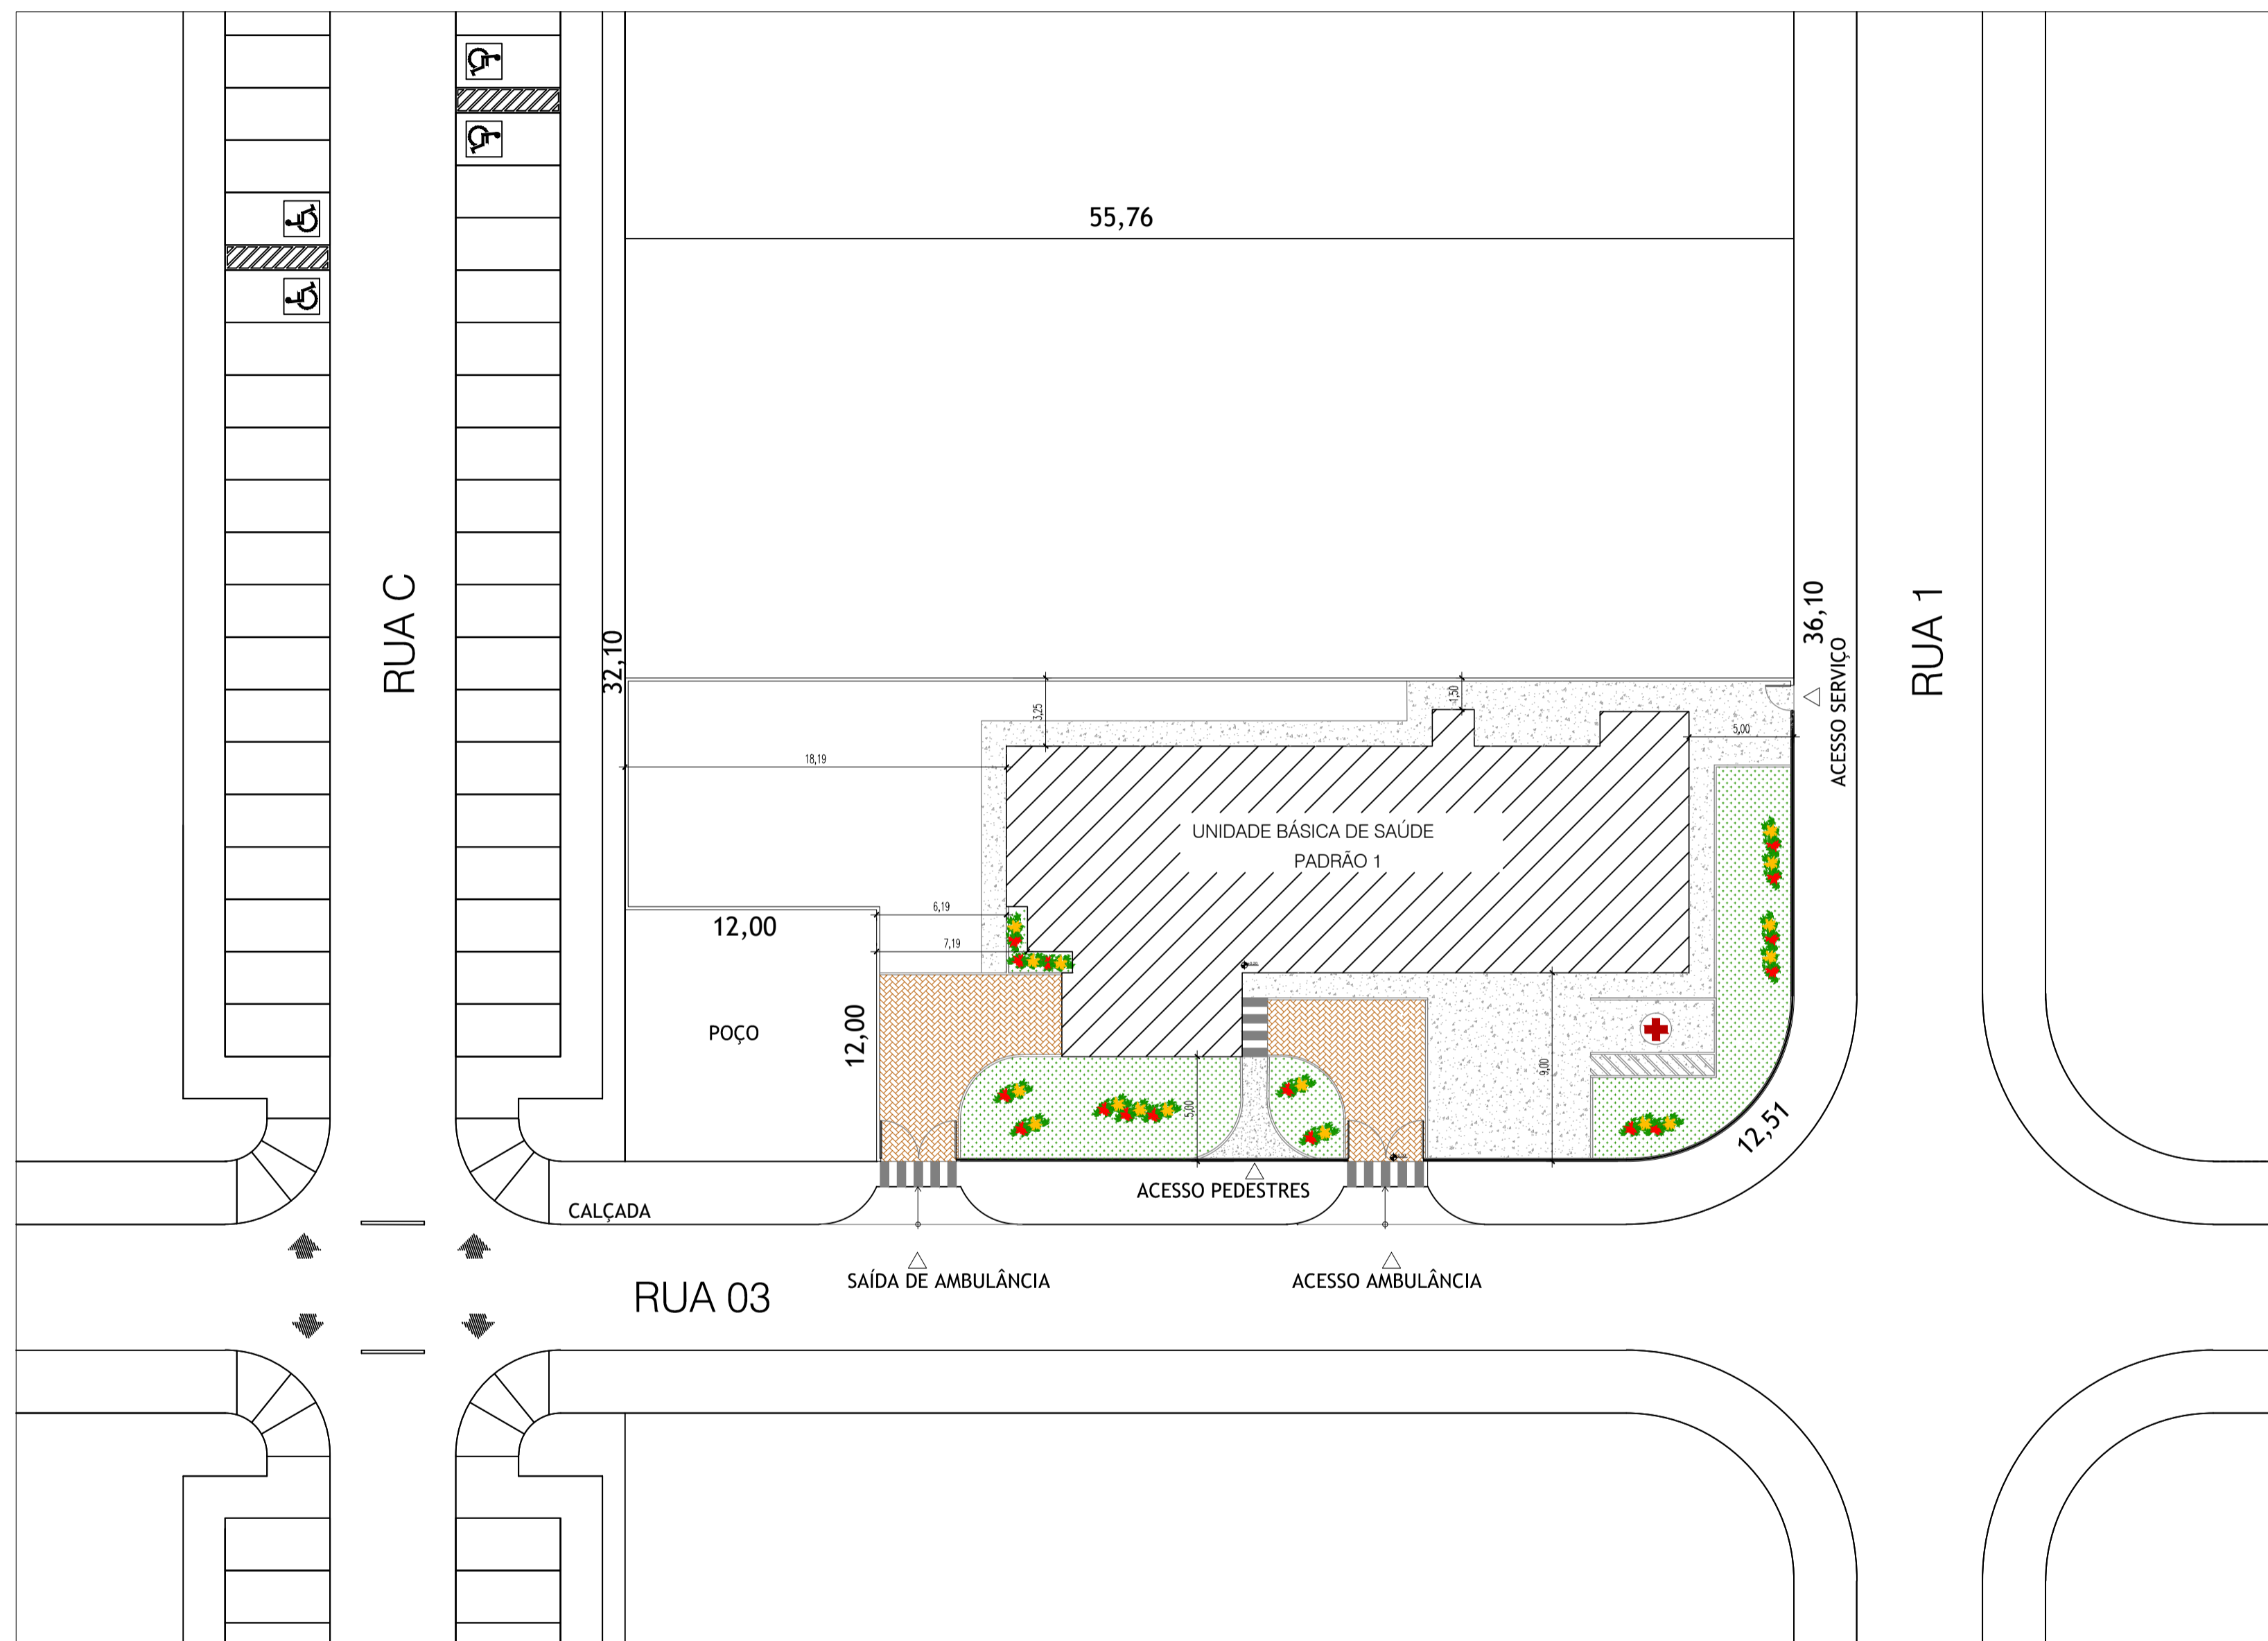 55,76
RUA C
RUA 1
32,10
36,10
ACESSO SERVIÇO
3,25
1,50
5,00
18,19
UNIDADE BÁSICA DE SAÚDE
PADRÃO 1
6,19
12,00
7,19
POÇO
12,00
9,00
5,00
12,51
ACESSO PEDESTRES
CALÇADA
SAÍDA DE AMBULÂNCIA
ACESSO AMBULÂNCIA
RUA 03